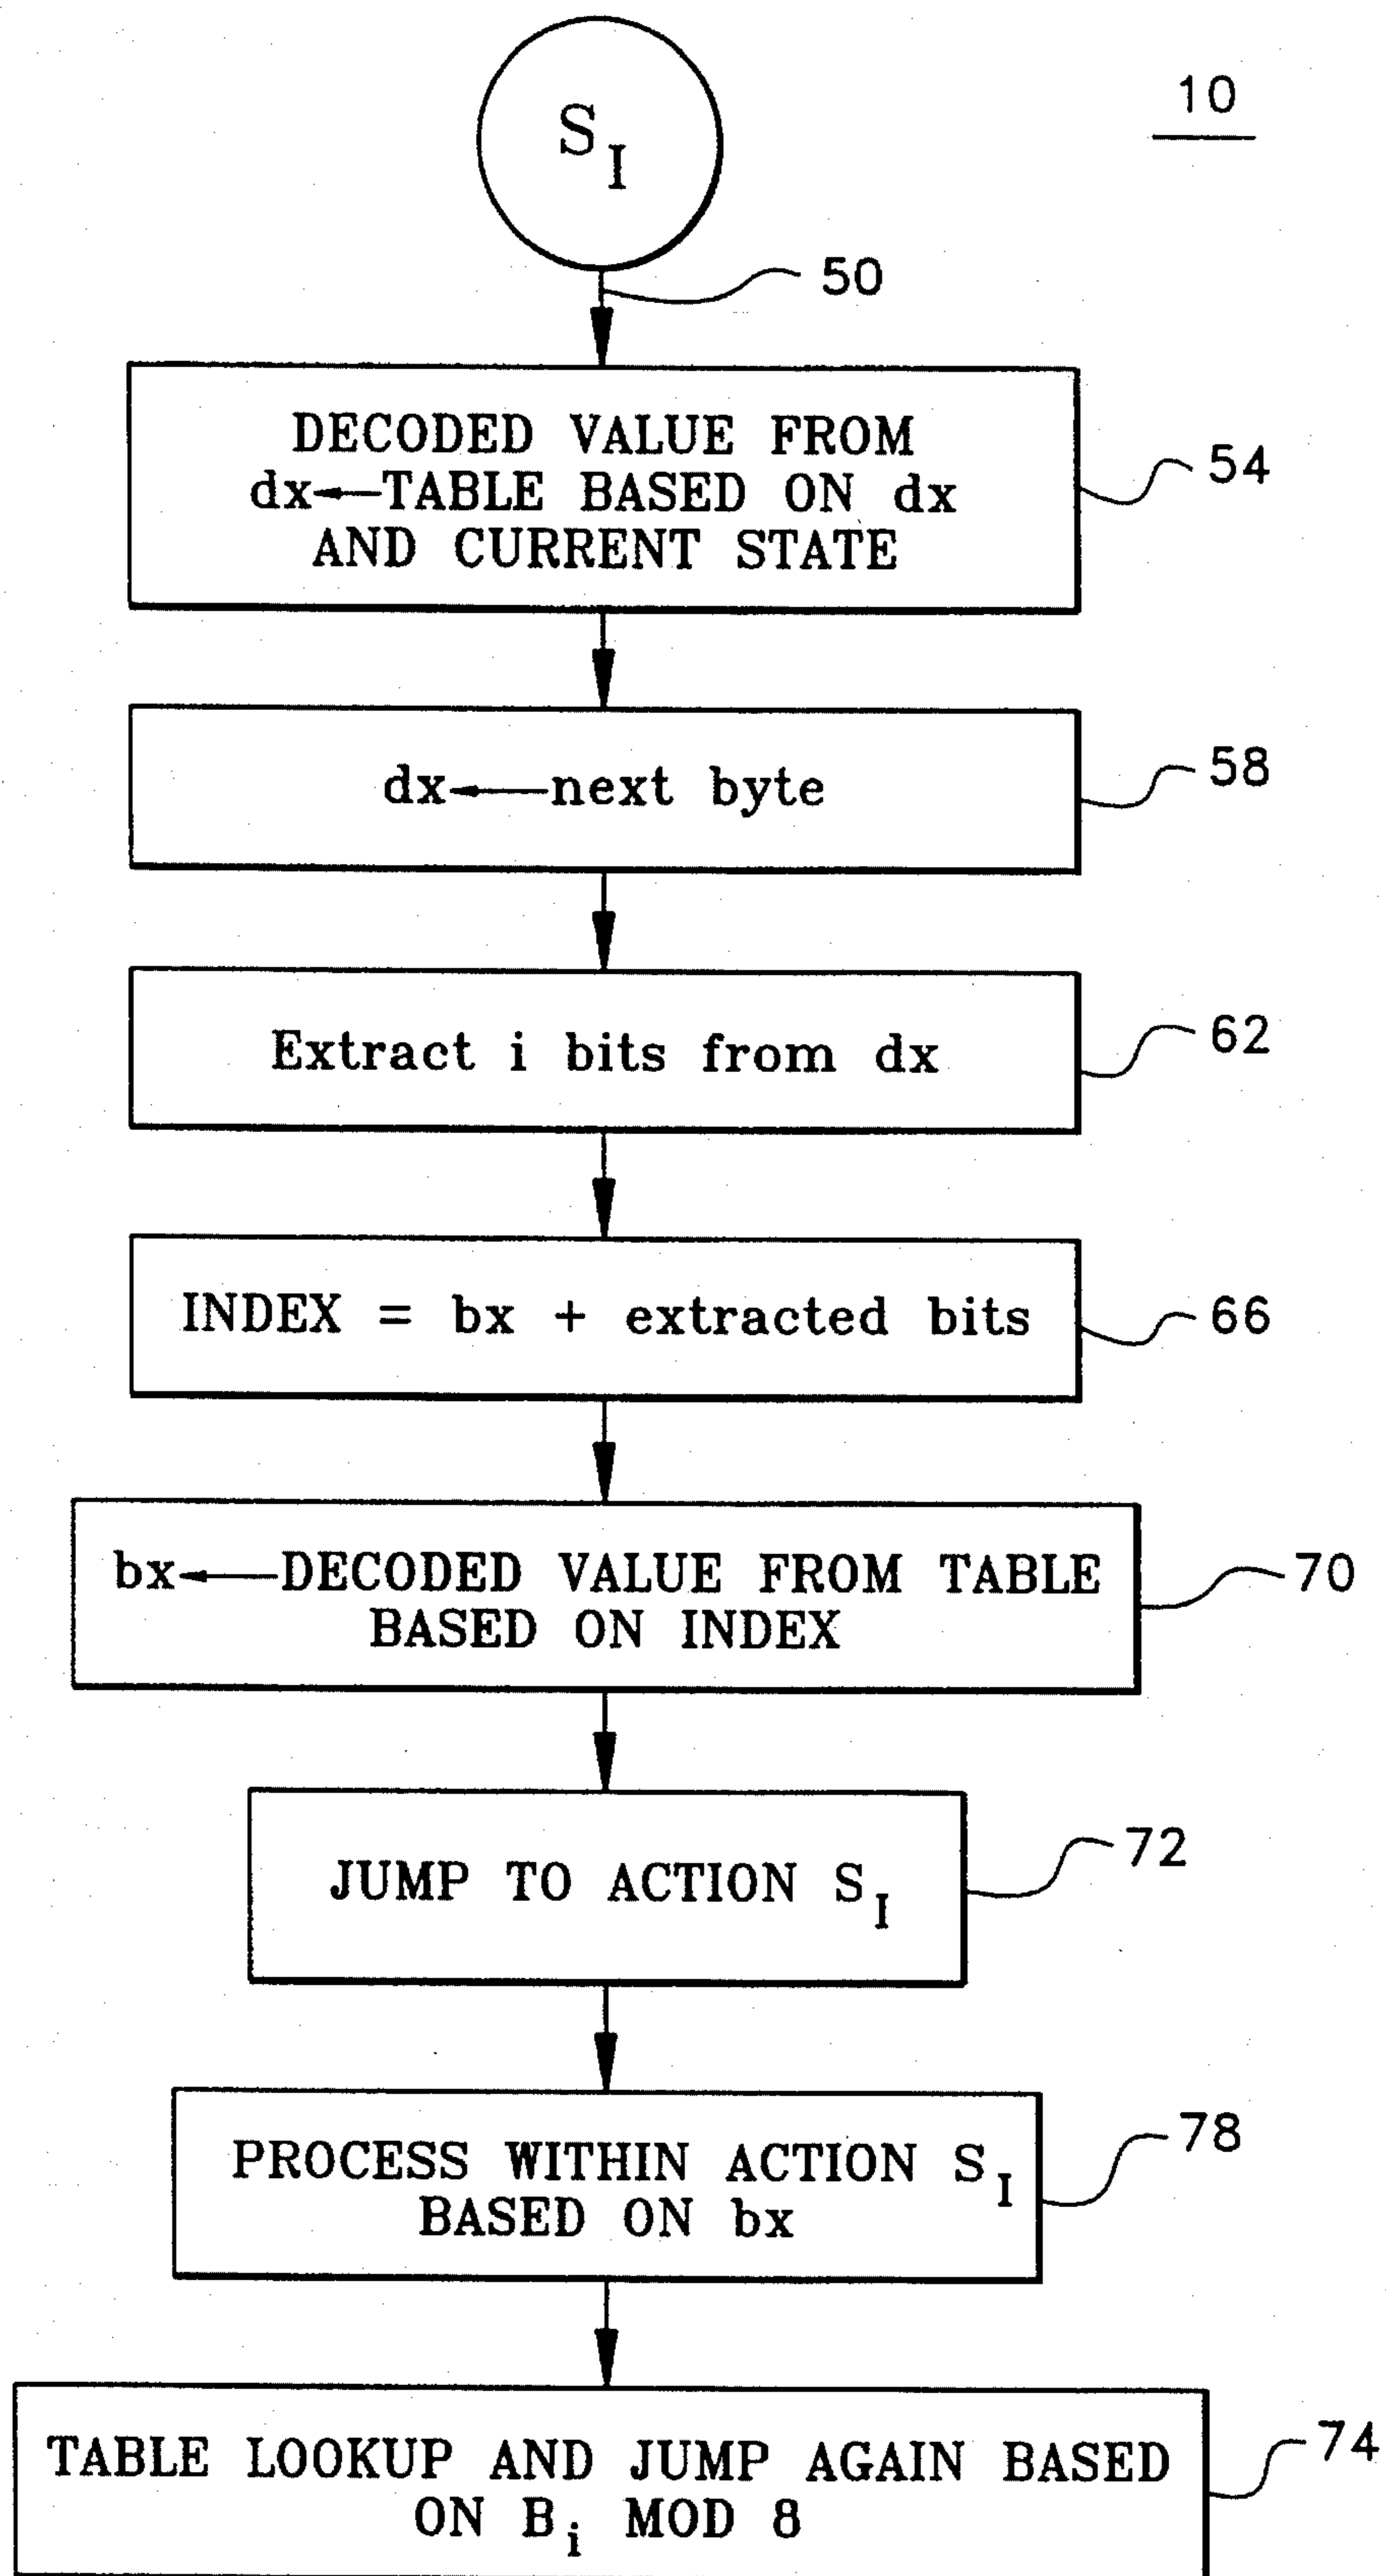 10
S_I
50
DECODED VALUE FROM
dx←TABLE BASED ON dx
AND CURRENT STATE
54
dx←next byte
58
Extract i bits from dx
62
INDEX = bx + extracted bits
66
bx←DECODED VALUE FROM TABLE
BASED ON INDEX
70
JUMP TO ACTION S_I
72
PROCESS WITHIN ACTION S_I
BASED ON bx
78
TABLE LOOKUP AND JUMP AGAIN BASED
ON B_i MOD 8
74